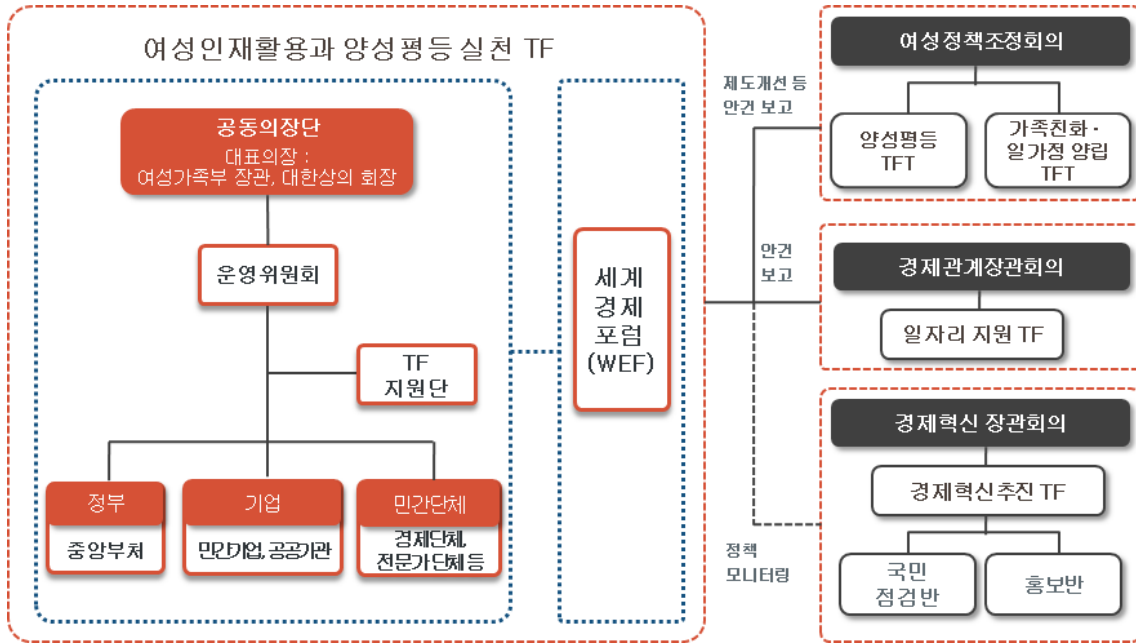 여성인재활용과 양성평등 실천 TF
공동의장단
대표의장 :
여성가족부 장관, 대한상의 회장
운영위원회
TF
지원단
정부
중앙부처
기업
민간기업, 공공기관
민간단체
경제단체,
전문가단체 등
세계
경제
포럼
(WEF)
제도개선 등
안건 보고
안건
보고
정책
모니터링
여성정책조정회의
양성평등
TFT
가족친화 ·
일가정 양립
TFT
경제관계장관회의
일자리 지원 TF
경제혁신 장관회의
경제혁신추진 TF
국민
점검반
홍보반